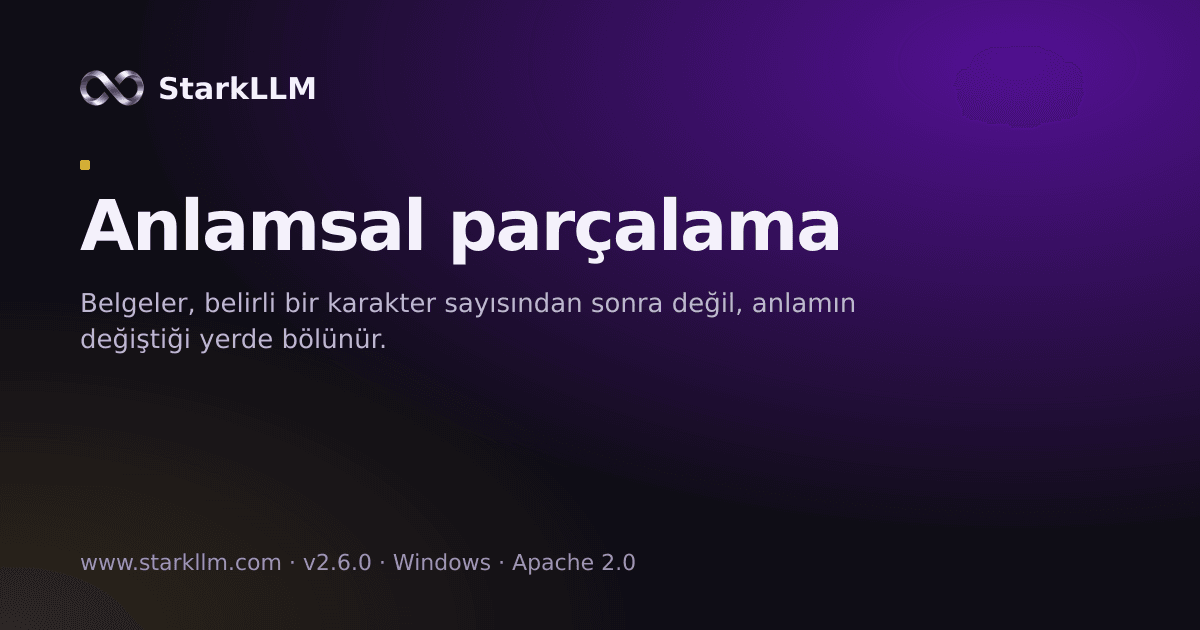 StarkLLM
Anlamsal parçalama
Belgeler, belirli bir karakter sayısından sonra değil, anlamın
değiştiği yerde bölünür.
www.starkllm.com · v2.6.0 · Windows · Apache 2.0